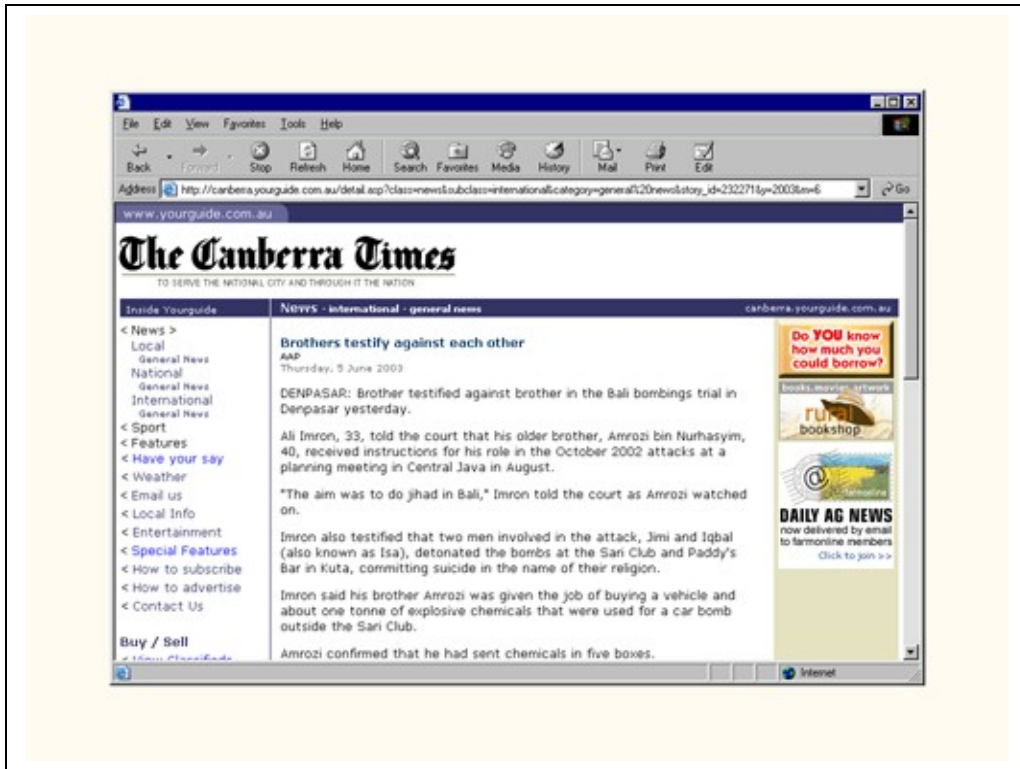 File Edit View Favorites Tools Help
Back Forward Stop Refresh Home Search Favorites Media History Mail Print Edit
Address http://canberra.yourguide.com.au/detail.asp?class=news&subclass=international&category=general%20news&story_id=232271&y=2003&m=6 Go
www.yourguide.com.au
The Canberra Times
TO SERVE THE NATIONAL CITY AND THROUGH IT THE NATION
Inside Yourguide
< News >
Local
General News
National
General News
International
General News
< Sport
< Features
< Have your say
< Weather
< Email us
< Local Info
< Entertainment
< Special Features
< How to subscribe
< How to advertise
< Contact Us
Buy / Sell
< View Classifieds
News - international - general news
canberra.yourguide.com.au
Brothers testify against each other
AAP
Thursday, 5 June 2003
DENPASAR: Brother testified against brother in the Bali bombings trial in
Denpasar yesterday.
Ali Imron, 33, told the court that his older brother, Amrozi bin Nurhasyim,
40, received instructions for his role in the October 2002 attacks at a
planning meeting in Central Java in August.
"The aim was to do jihad in Bali," Imron told the court as Amrozi watched
on.
Imron also testified that two men involved in the attack, Jimi and Iqbal
(also known as Isa), detonated the bombs at the Sari Club and Paddy's
Bar in Kuta, committing suicide in the name of their religion.
Imron said his brother Amrozi was given the job of buying a vehicle and
about one tonne of explosive chemicals that were used for a car bomb
outside the Sari Club.
Amrozi confirmed that he had sent chemicals in five boxes.
Do YOU know
how much you
could borrow?
books.movies.artwork
rural
bookshop
@
farmonline
DAILY AG NEWS
now delivered by email
to farmonline members
Click to join >>
Internet